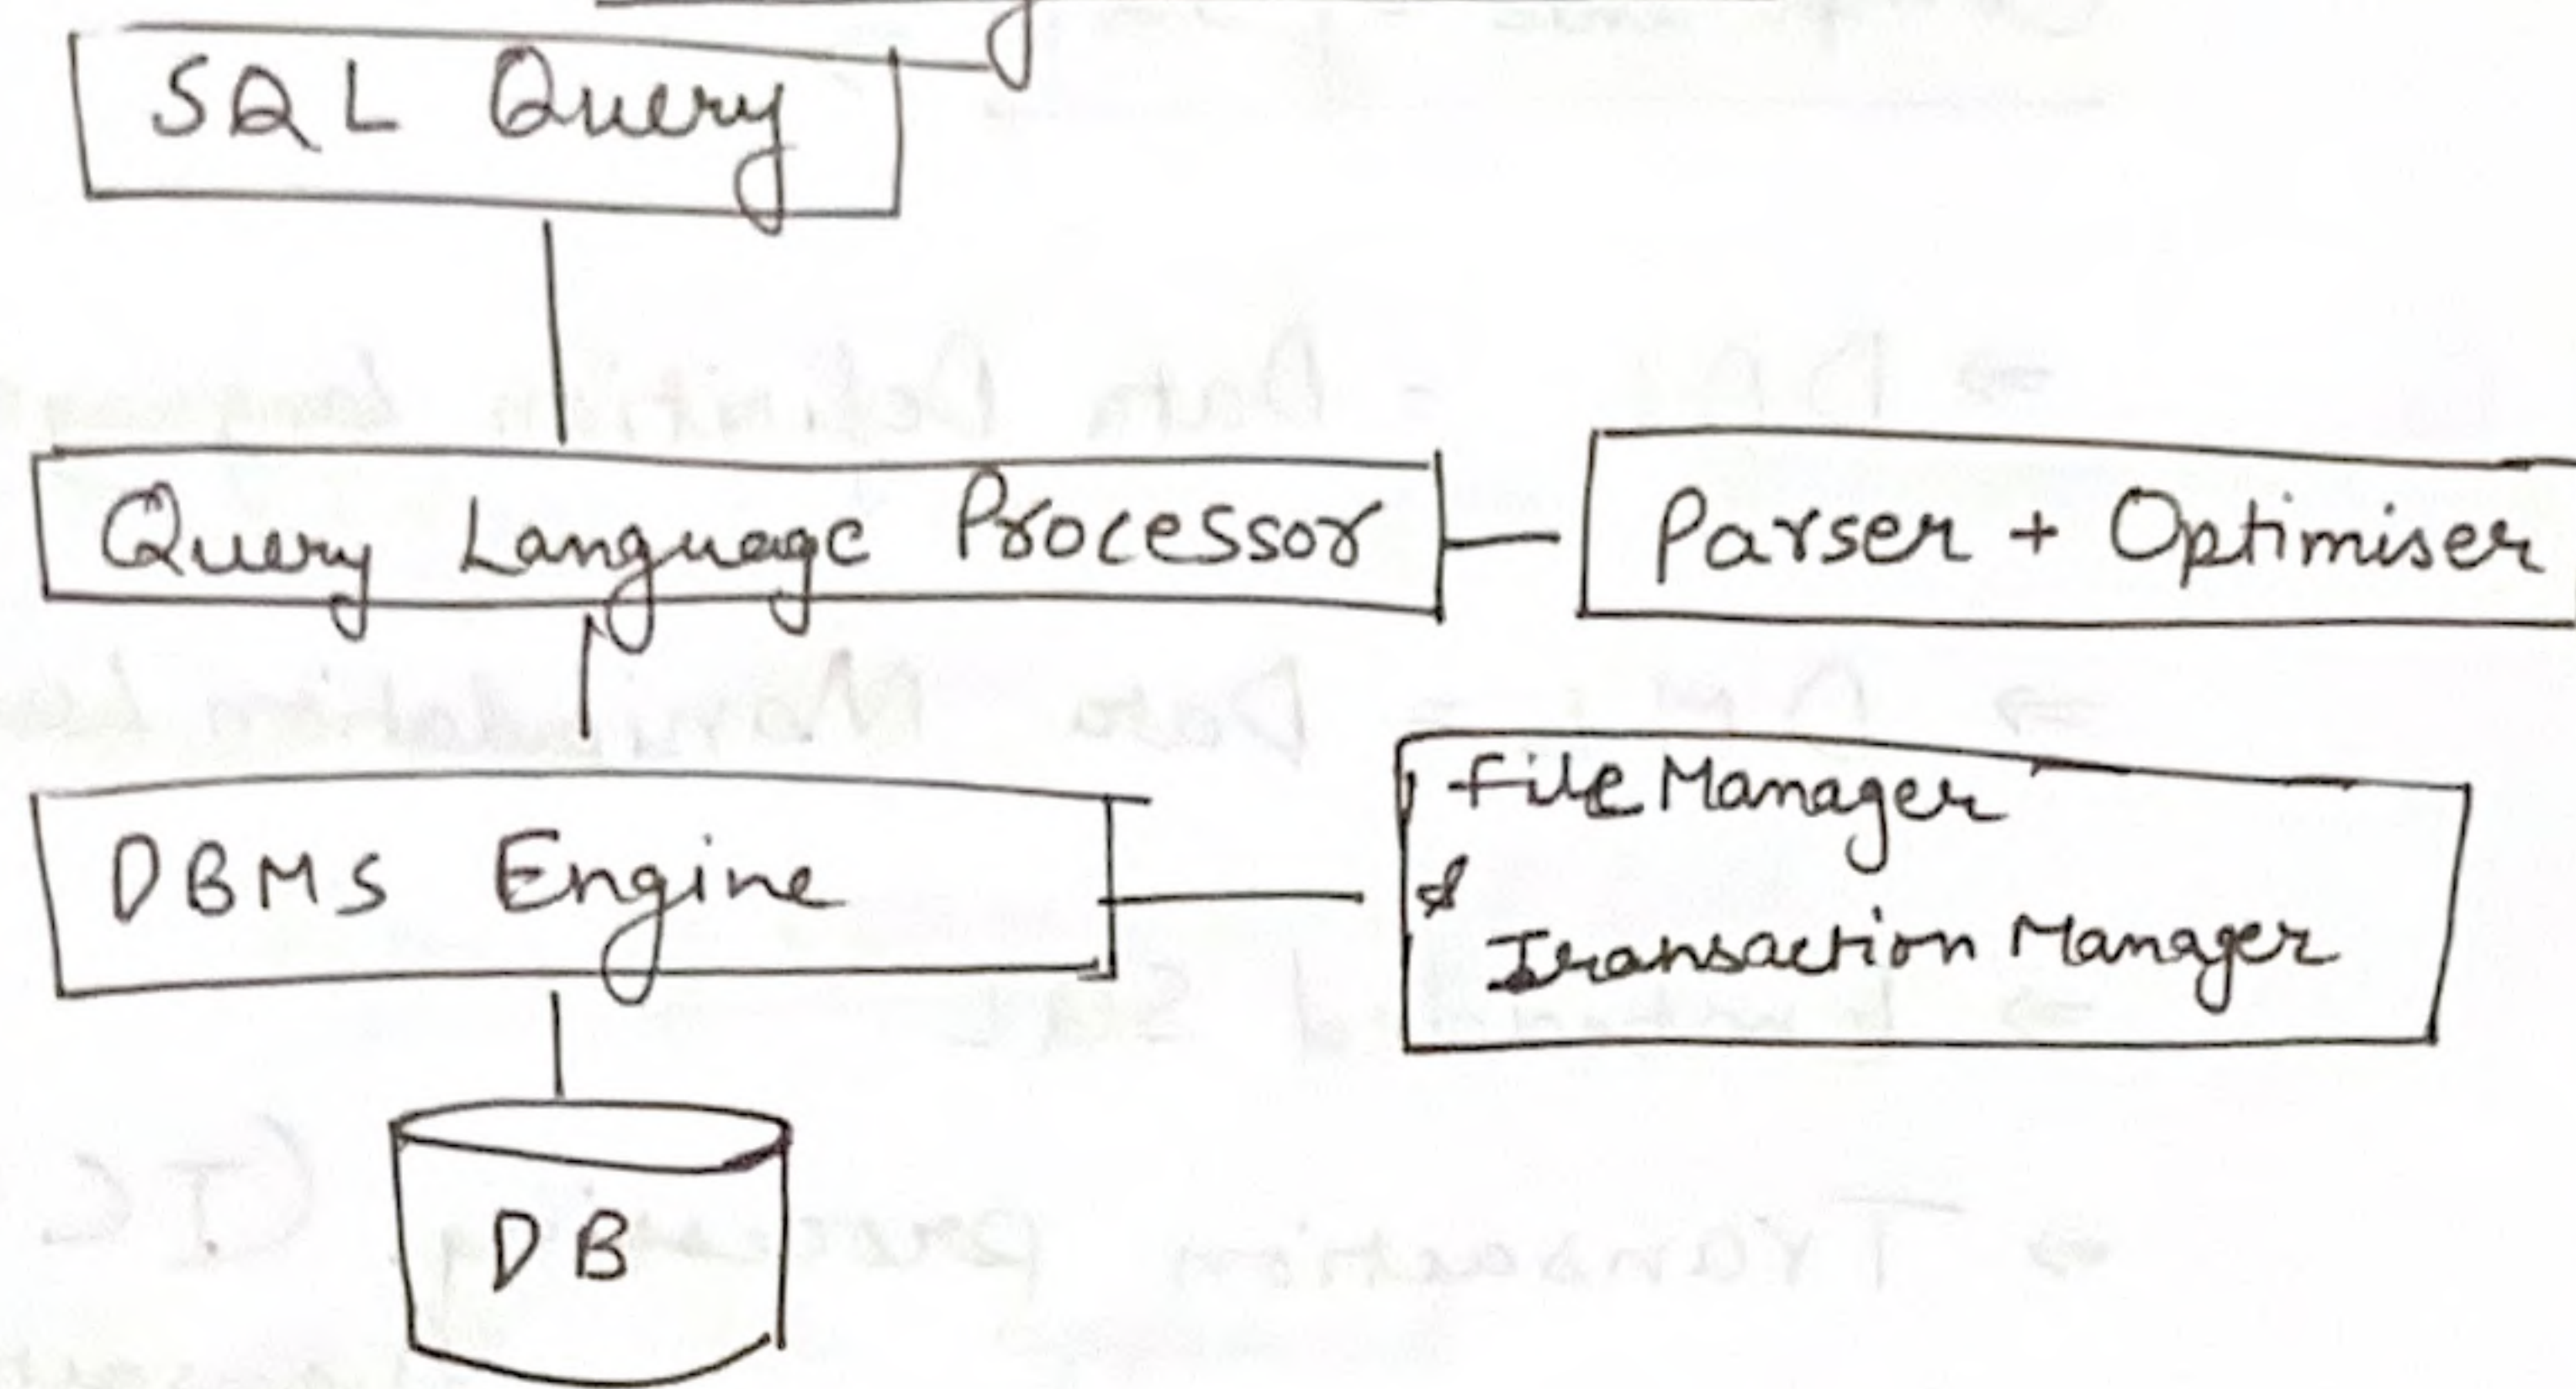 SQL Query
Query Language Processor
Parser + Optimiser
DBMS Engine
File Manager
&
Transaction Manager
DB